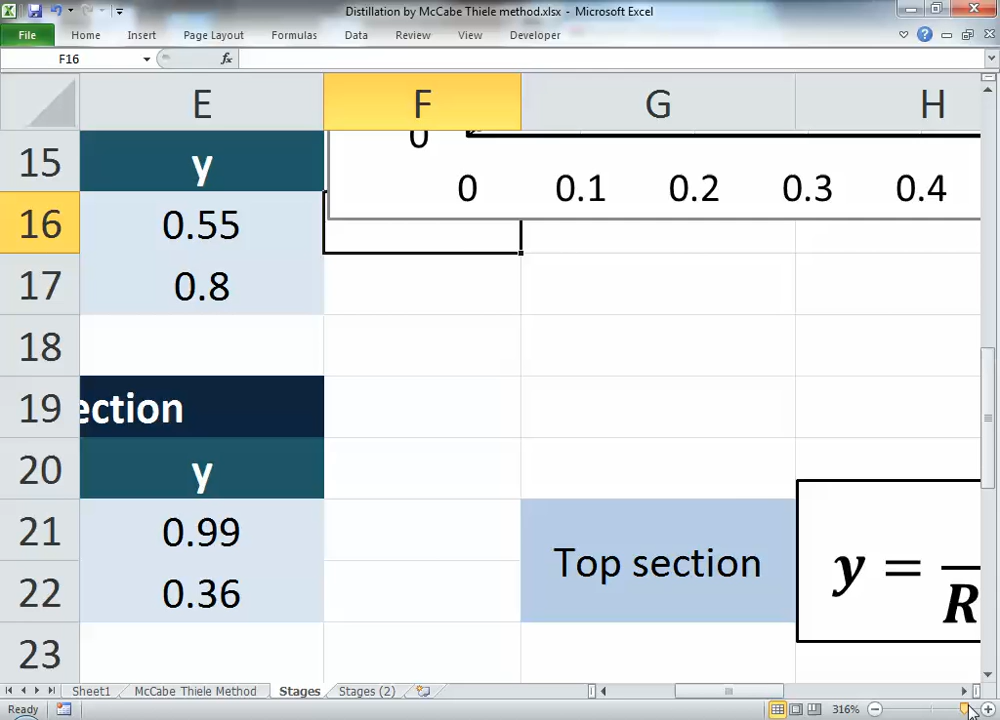 Distillation by McCabe Thiele method.xlsx - Microsoft Excel
File Home Insert Page Layout Formulas Data Review View Developer
F16 fx
E F G H
15 y 0
0 0.1 0.2 0.3 0.4
16 0.55
17 0.8
18
19 ection
20 y
21 0.99
Top section y =
R
22 0.36
23
Sheet1 McCabe Thiele Method Stages Stages (2)
Ready 316%